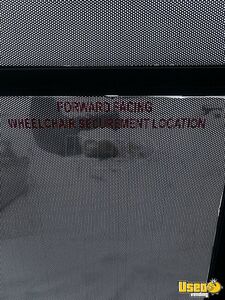 FORWARD FACING
WHEELCHAIR SECUREMENT LOCATION
Used
vending